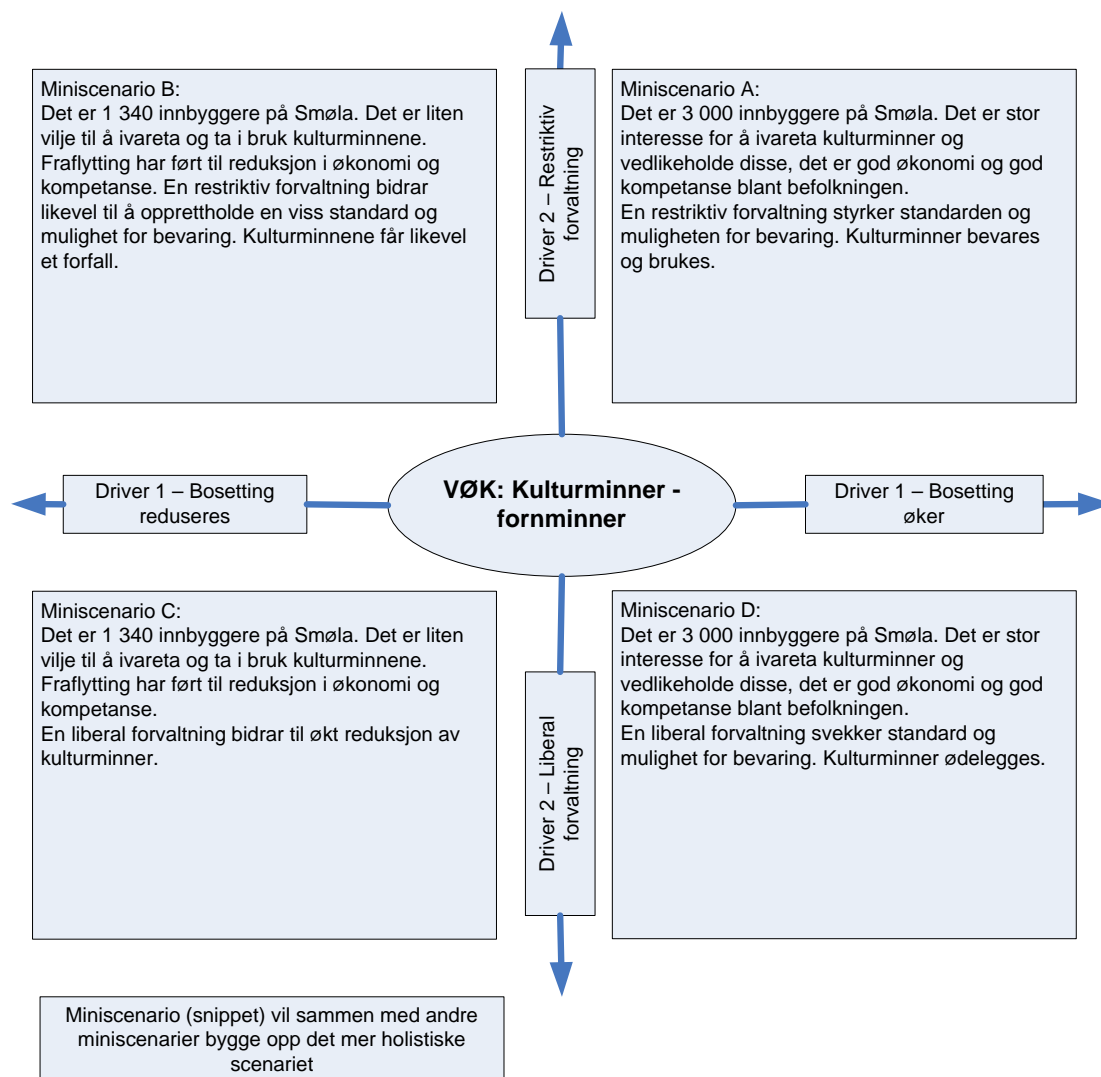 Miniscenario B:
Det er 1 340 innbyggere på Smøla. Det er liten
vilje til å ivareta og ta i bruk kulturminnene.
Fraflytting har ført til reduksjon i økonomi og
kompetanse. En restriktiv forvaltning bidrar
likevel til å opprettholde en viss standard og
mulighet for bevaring. Kulturminnene får likevel
et forfall.
Driver 2 – Restriktiv
forvaltning
Miniscenario A:
Det er 3 000 innbyggere på Smøla. Det er stor
interesse for å ivareta kulturminner og
vedlikeholde disse, det er god økonomi og god
kompetanse blant befolkningen.
En restriktiv forvaltning styrker standarden og
muligheten for bevaring. Kulturminner bevares
og brukes.
Driver 1 – Bosetting
reduseres
VØK: Kulturminner -
fornminner
Driver 1 – Bosetting
øker
Miniscenario C:
Det er 1 340 innbyggere på Smøla. Det er liten
vilje til å ivareta og ta i bruk kulturminnene.
Fraflytting har ført til reduksjon i økonomi og
kompetanse.
En liberal forvaltning bidrar til økt reduksjon av
kulturminner.
Driver 2 – Liberal
forvaltning
Miniscenario D:
Det er 3 000 innbyggere på Smøla. Det er stor
interesse for å ivareta kulturminner og
vedlikeholde disse, det er god økonomi og god
kompetanse blant befolkningen.
En liberal forvaltning svekker standard og
mulighet for bevaring. Kulturminner ødelegges.
Miniscenario (snippet) vil sammen med andre
miniscenarier bygge opp det mer holistiske
scenariet